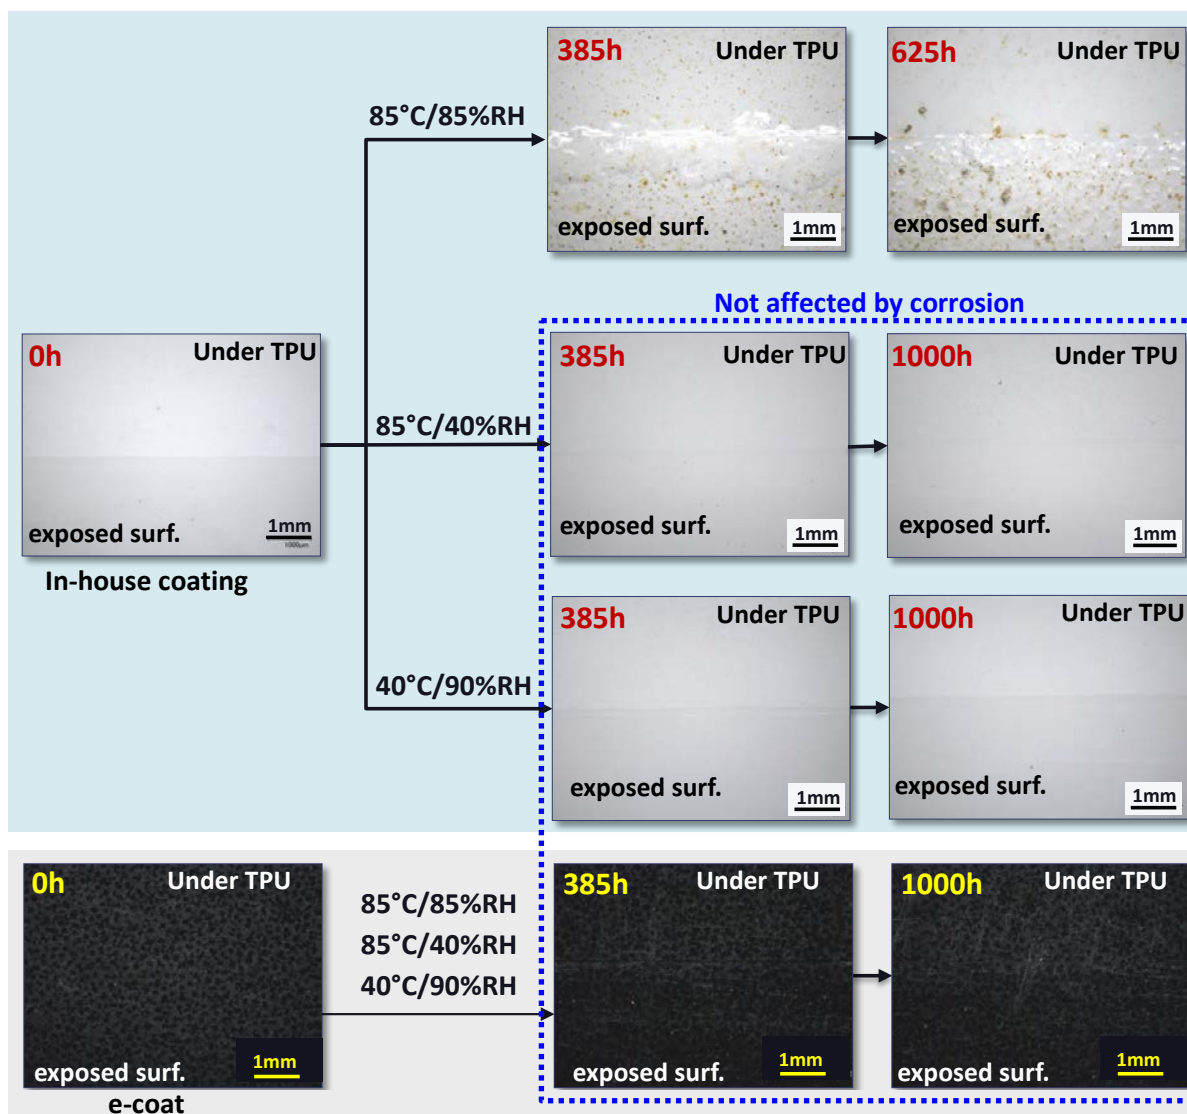 385h
Under TPU
625h
Under TPU
85°C/85%RH
exposed surf.
1mm
exposed surf.
1mm
Not affected by corrosion
0h
Under TPU
385h
Under TPU
1000h
Under TPU
85°C/40%RH
exposed surf.
1mm
1000µm
exposed surf.
1mm
exposed surf.
1mm
In-house coating
385h
Under TPU
1000h
Under TPU
40°C/90%RH
exposed surf.
1mm
exposed surf.
1mm
0h
Under TPU
385h
Under TPU
1000h
Under TPU
85°C/85%RH
85°C/40%RH
40°C/90%RH
exposed surf.
1mm
exposed surf.
1mm
exposed surf.
1mm
e-coat